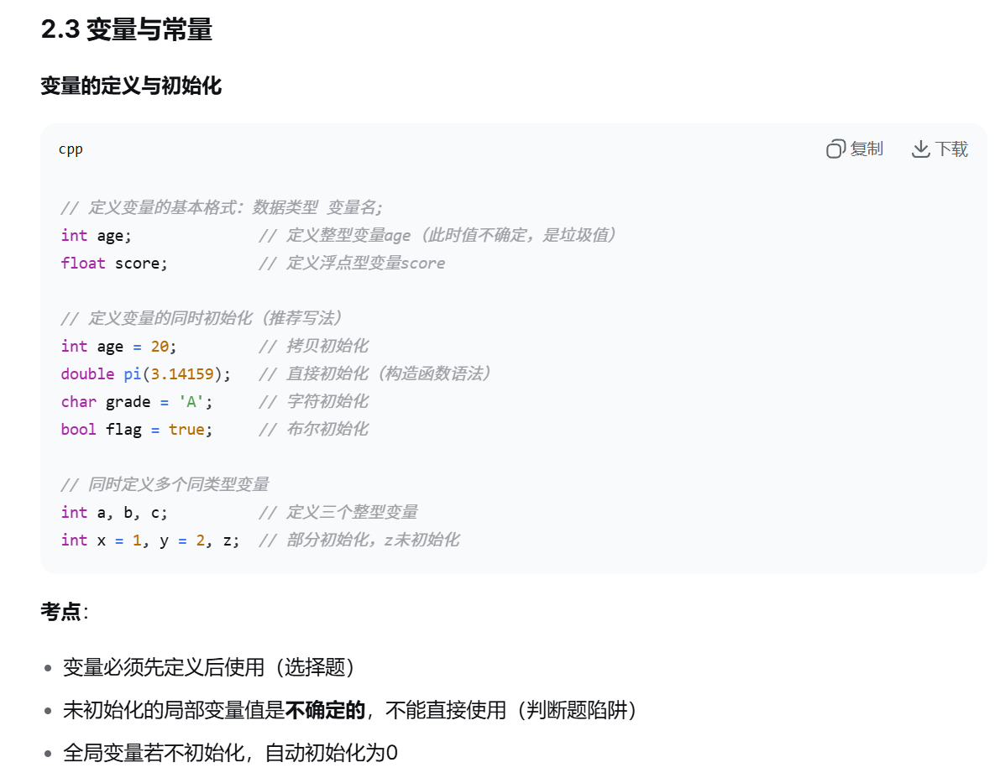 2.3 变量与常量
变量的定义与初始化
cpp
复制
下载
// 定义变量的基本格式：数据类型 变量名;
int age; // 定义整型变量age（此时值不确定，是垃圾值）
float score; // 定义浮点型变量score
// 定义变量的同时初始化（推荐写法）
int age = 20; // 拷贝初始化
double pi(3.14159); // 直接初始化（构造函数语法）
char grade = 'A'; // 字符初始化
bool flag = true; // 布尔初始化
// 同时定义多个同类型变量
int a, b, c; // 定义三个整型变量
int x = 1, y = 2, z; // 部分初始化，z未初始化
考点：
变量必须先定义后使用（选择题）
未初始化的局部变量值是不确定的，不能直接使用（判断题陷阱）
全局变量若不初始化，自动初始化为0